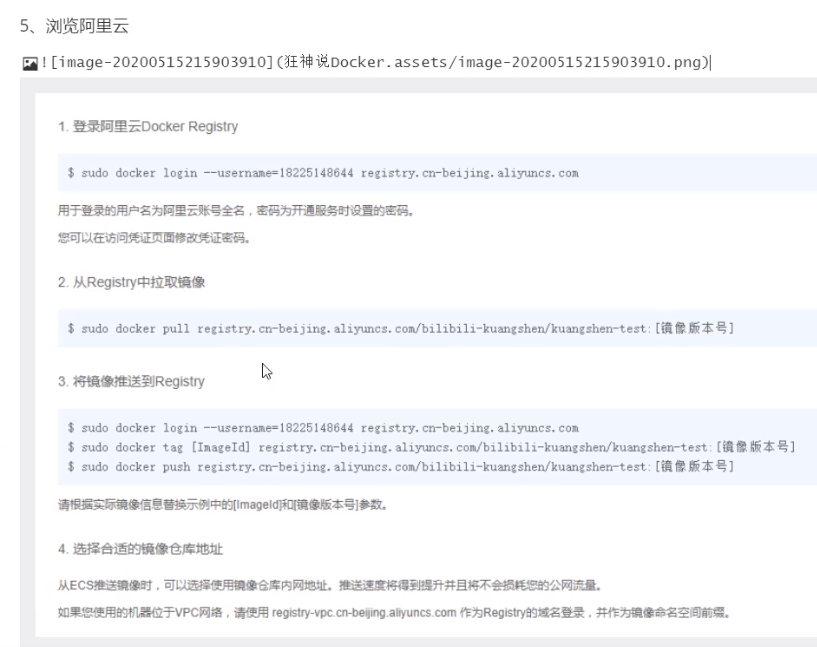 5、浏览阿里云
![image-20200515215903910](狂神说Docker.assets/image-20200515215903910.png)
1. 登录阿里云Docker Registry
$ sudo docker login --username=18225148644 registry.cn-beijing.aliyuncs.com
用于登录的用户名为阿里云账号全名，密码为开通服务时设置的密码。
您可以在访问凭证页面修改凭证密码。
2. 从Registry中拉取镜像
$ sudo docker pull registry.cn-beijing.aliyuncs.com/bilibili-kuangshen/kuangshen-test:[镜像版本号]
3. 将镜像推送到Registry
$ sudo docker login --username=18225148644 registry.cn-beijing.aliyuncs.com
$ sudo docker tag [ImageId] registry.cn-beijing.aliyuncs.com/bilibili-kuangshen/kuangshen-test:[镜像版本号]
$ sudo docker push registry.cn-beijing.aliyuncs.com/bilibili-kuangshen/kuangshen-test:[镜像版本号]
请根据实际镜像信息替换示例中的[ImageId]和[镜像版本号]参数。
4. 选择合适的镜像仓库地址
从ECS推送镜像时，可以选择使用镜像仓库内网地址。推送速度将得到提升并且将不会损耗您的公网流量。
如果您使用的机器位于VPC网络，请使用 registry-vpc.cn-beijing.aliyuncs.com 作为Registry的域名登录，并作为镜像命名空间前缀。